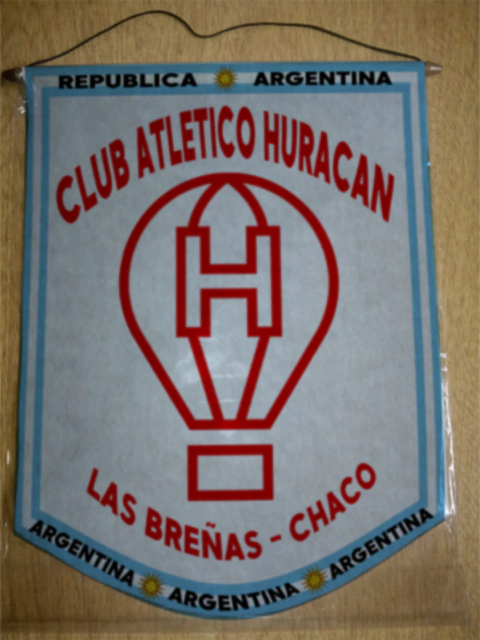 REPUBLICA ARGENTINA
CLUB ATLETICO HURACAN
H
LAS BREÑAS - CHACO
ARGENTINA ARGENTINA ARGENTINA